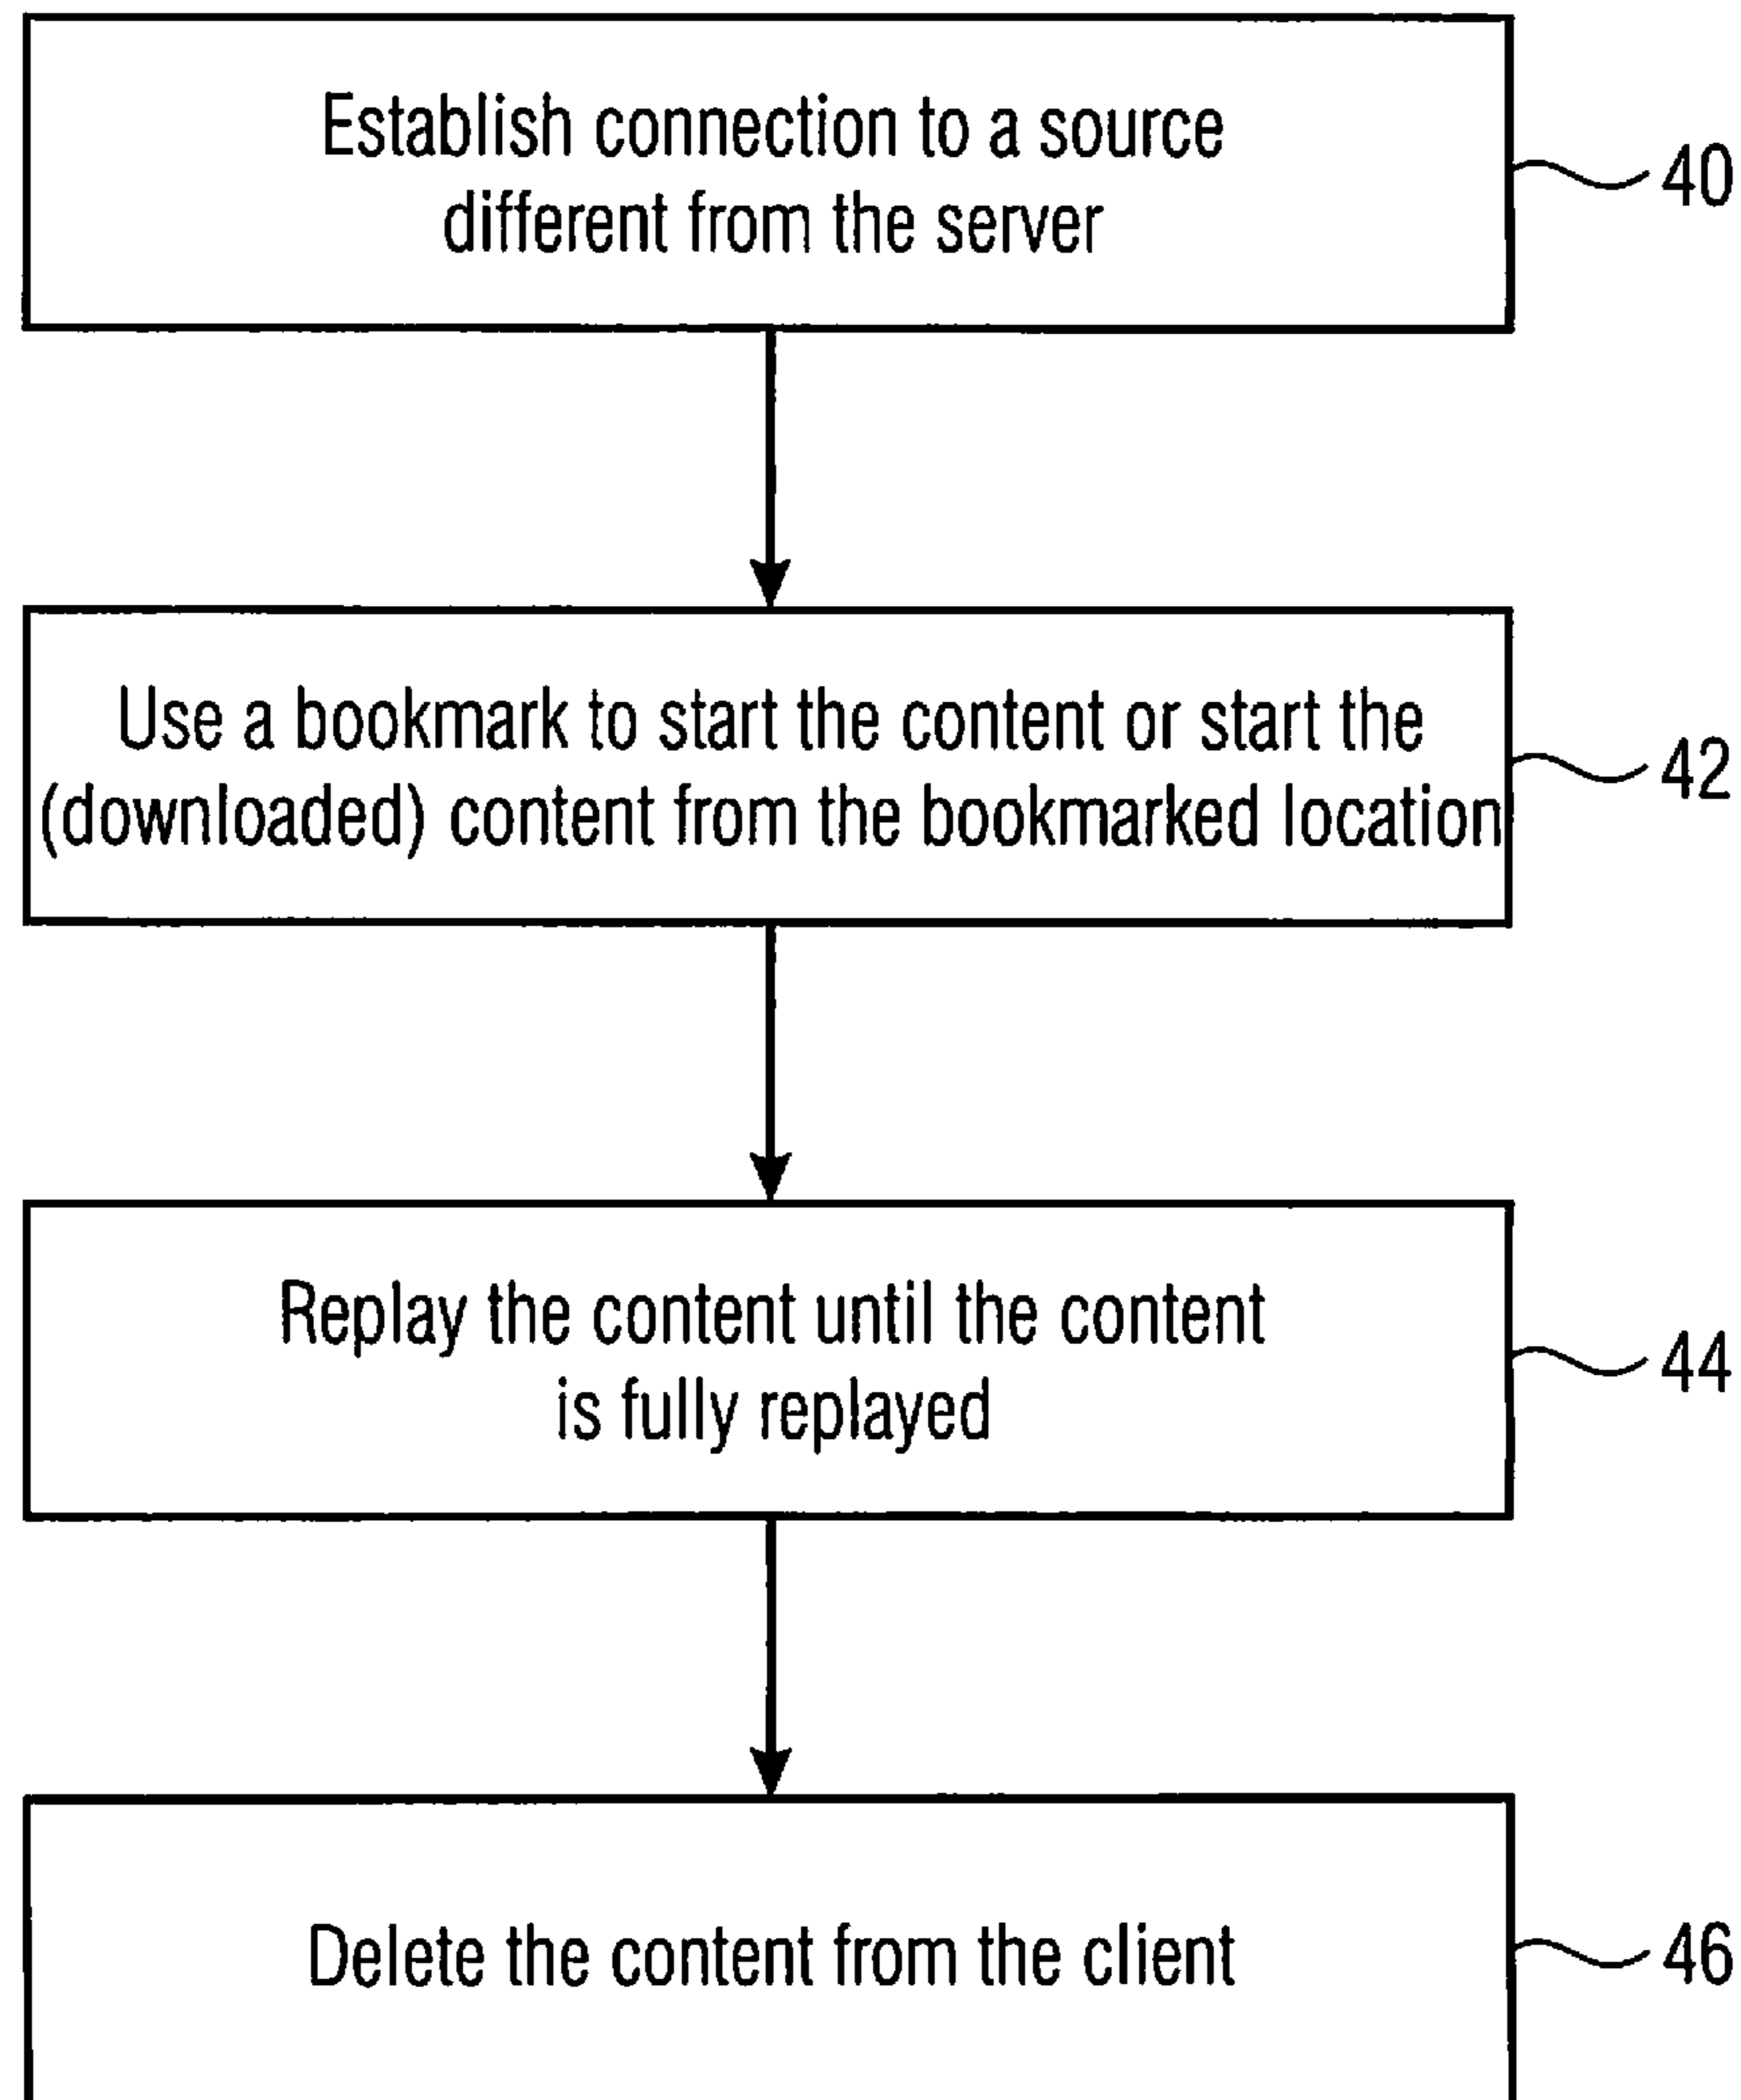 Establish connection to a source
different from the server
40
Use a bookmark to start the content or start the
(downloaded) content from the bookmarked location
42
Replay the content until the content
is fully replayed
44
Delete the content from the client
46